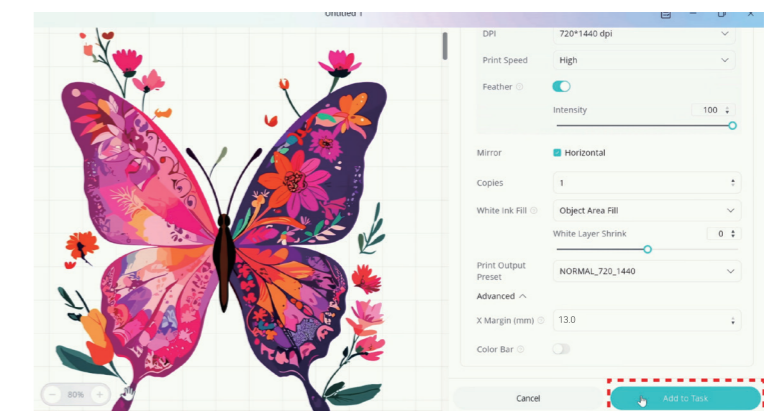 Untitled 1
DPI 720*1440 dpi
Print Speed High
Feather
Intensity 100
Mirror Horizontal
Copies 1
White Ink Fill Object Area Fill
White Layer Shrink 0
Print Output
Preset NORMAL_720_1440
Advanced
X Margin (mm) 13.0
Color Bar
80%
Cancel Add to Task